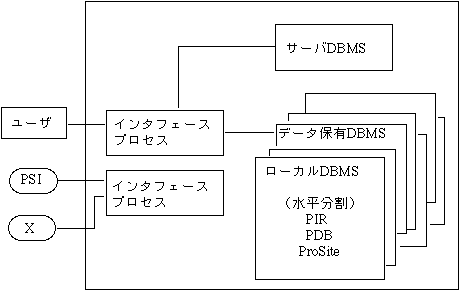 サーバDBMS
ユーザ
インタフェース
プロセス
データ保有DBMS
PSI
インタフェース
プロセス
X
ローカルDBMS
（水平分割）
PIR
PDB
ProSite